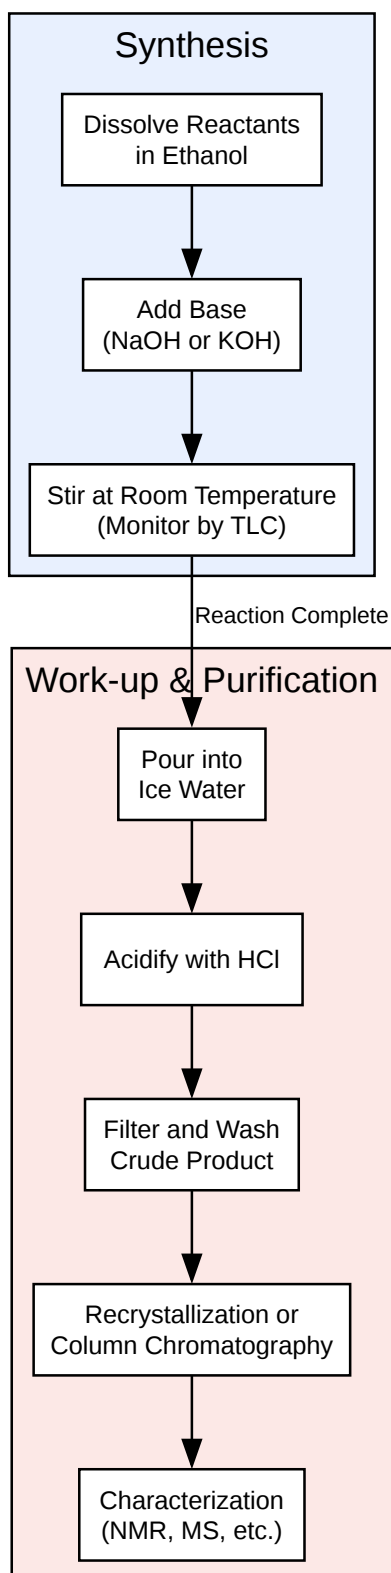 Synthesis
Dissolve Reactants
in Ethanol
Add Base
(NaOH or KOH)
Stir at Room Temperature
(Monitor by TLC)
Reaction Complete
Work-up & Purification
Pour into
Ice Water
Acidify with HCl
Filter and Wash
Crude Product
Recrystallization or
Column Chromatography
Characterization
(NMR, MS, etc.)